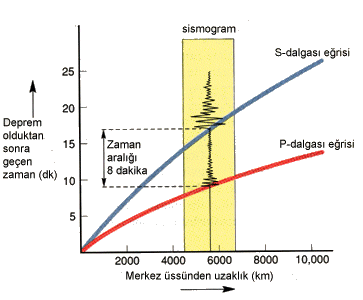 sismogram
S-dalgası eğrisi
25
20
15
10
5
Deprem
olduktan
sonra
geçen
zaman (dk)
Zaman
aralığı
8 dakika
P-dalgası eğrisi
2000 4000 6000 8000 10,000
Merkez üssünden uzaklık (km)